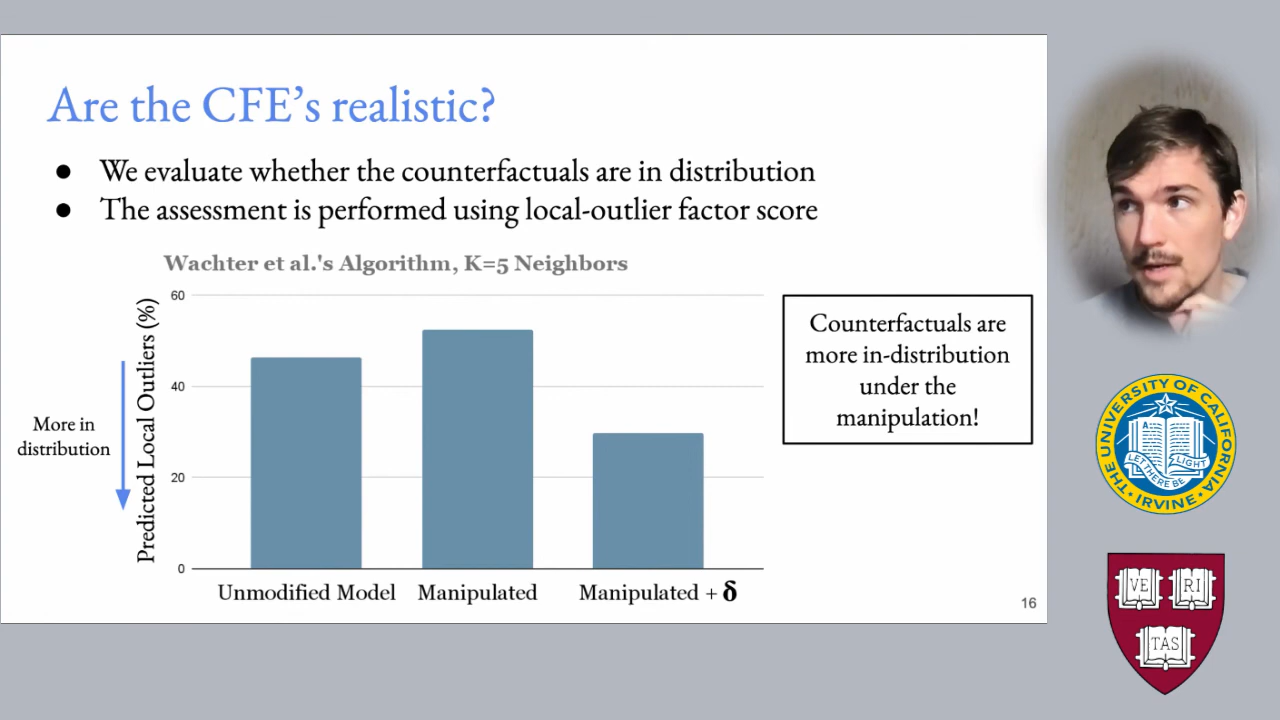 Are the CFE’s realistic?
● We evaluate whether the counterfactuals are in distribution
● The assessment is performed using local-outlier factor score
Wachter et al.'s Algorithm, K=5 Neighbors
Predicted Local Outliers (%)
60
40
20
0
More in
distribution
Unmodified Model
Manipulated
Manipulated + δ
Counterfactuals are
more in-distribution
under the
manipulation!
16
THE UNIVERSITY OF CALIFORNIA
LET THERE BE LIGHT
A
IRVINE
VE RI
TAS